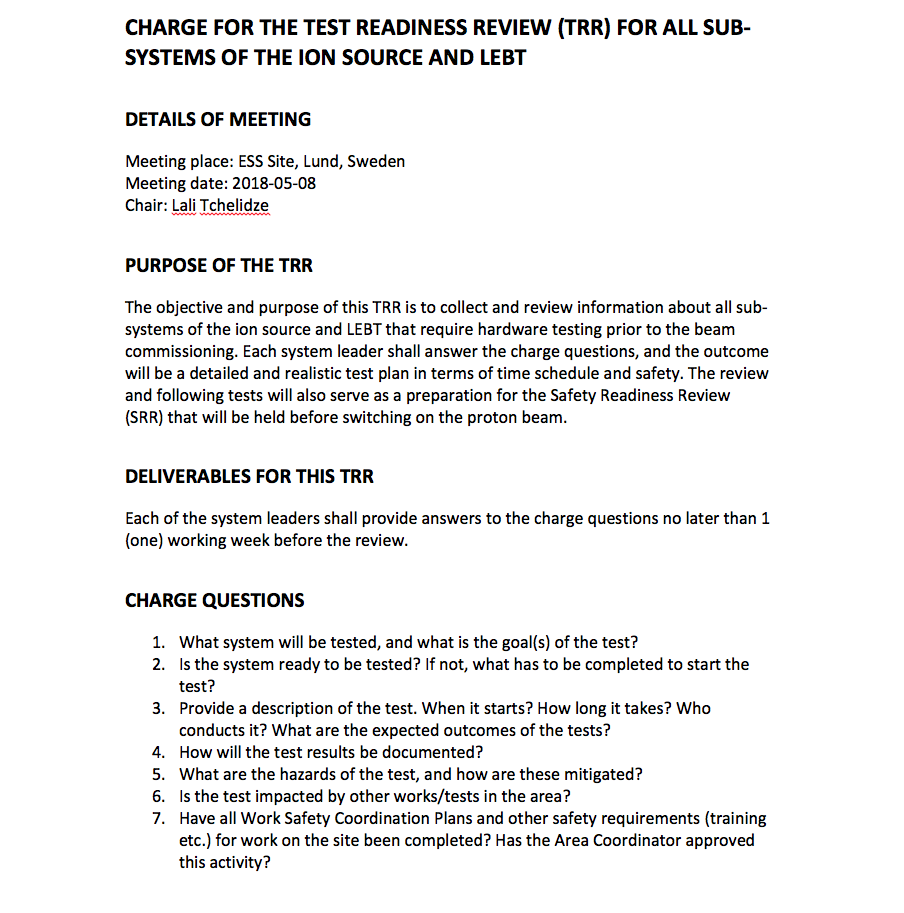 CHARGE FOR THE TEST READINESS REVIEW (TRR) FOR ALL SUB-
SYSTEMS OF THE ION SOURCE AND LEBT
DETAILS OF MEETING
Meeting place: ESS Site, Lund, Sweden
Meeting date: 2018-05-08
Chair: Lali Tchelidze
PURPOSE OF THE TRR
The objective and purpose of this TRR is to collect and review information about all sub-
systems of the ion source and LEBT that require hardware testing prior to the beam
commissioning. Each system leader shall answer the charge questions, and the outcome
will be a detailed and realistic test plan in terms of time schedule and safety. The review
and following tests will also serve as a preparation for the Safety Readiness Review
(SRR) that will be held before switching on the proton beam.
DELIVERABLES FOR THIS TRR
Each of the system leaders shall provide answers to the charge questions no later than 1
(one) working week before the review.
CHARGE QUESTIONS
1. What system will be tested, and what is the goal(s) of the test?
2. Is the system ready to be tested? If not, what has to be completed to start the
test?
3. Provide a description of the test. When it starts? How long it takes? Who
conducts it? What are the expected outcomes of the tests?
4. How will the test results be documented?
5. What are the hazards of the test, and how are these mitigated?
6. Is the test impacted by other works/tests in the area?
7. Have all Work Safety Coordination Plans and other safety requirements (training
etc.) for work on the site been completed? Has the Area Coordinator approved
this activity?